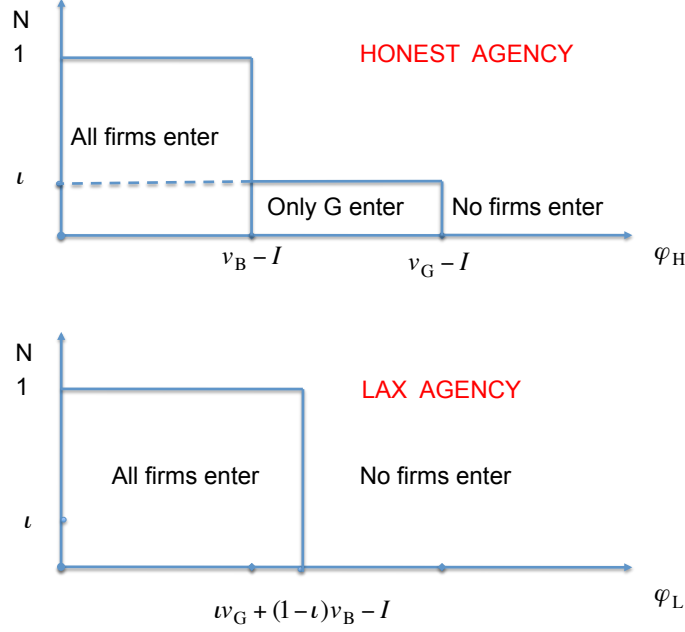 N
1
HONEST AGENCY
All firms enter
ι
Only G enter
No firms enter
v_B − I
v_G − I
φ_H
N
1
LAX AGENCY
All firms enter
No firms enter
ι
ιv_G + (1−ι)v_B − I
φ_L